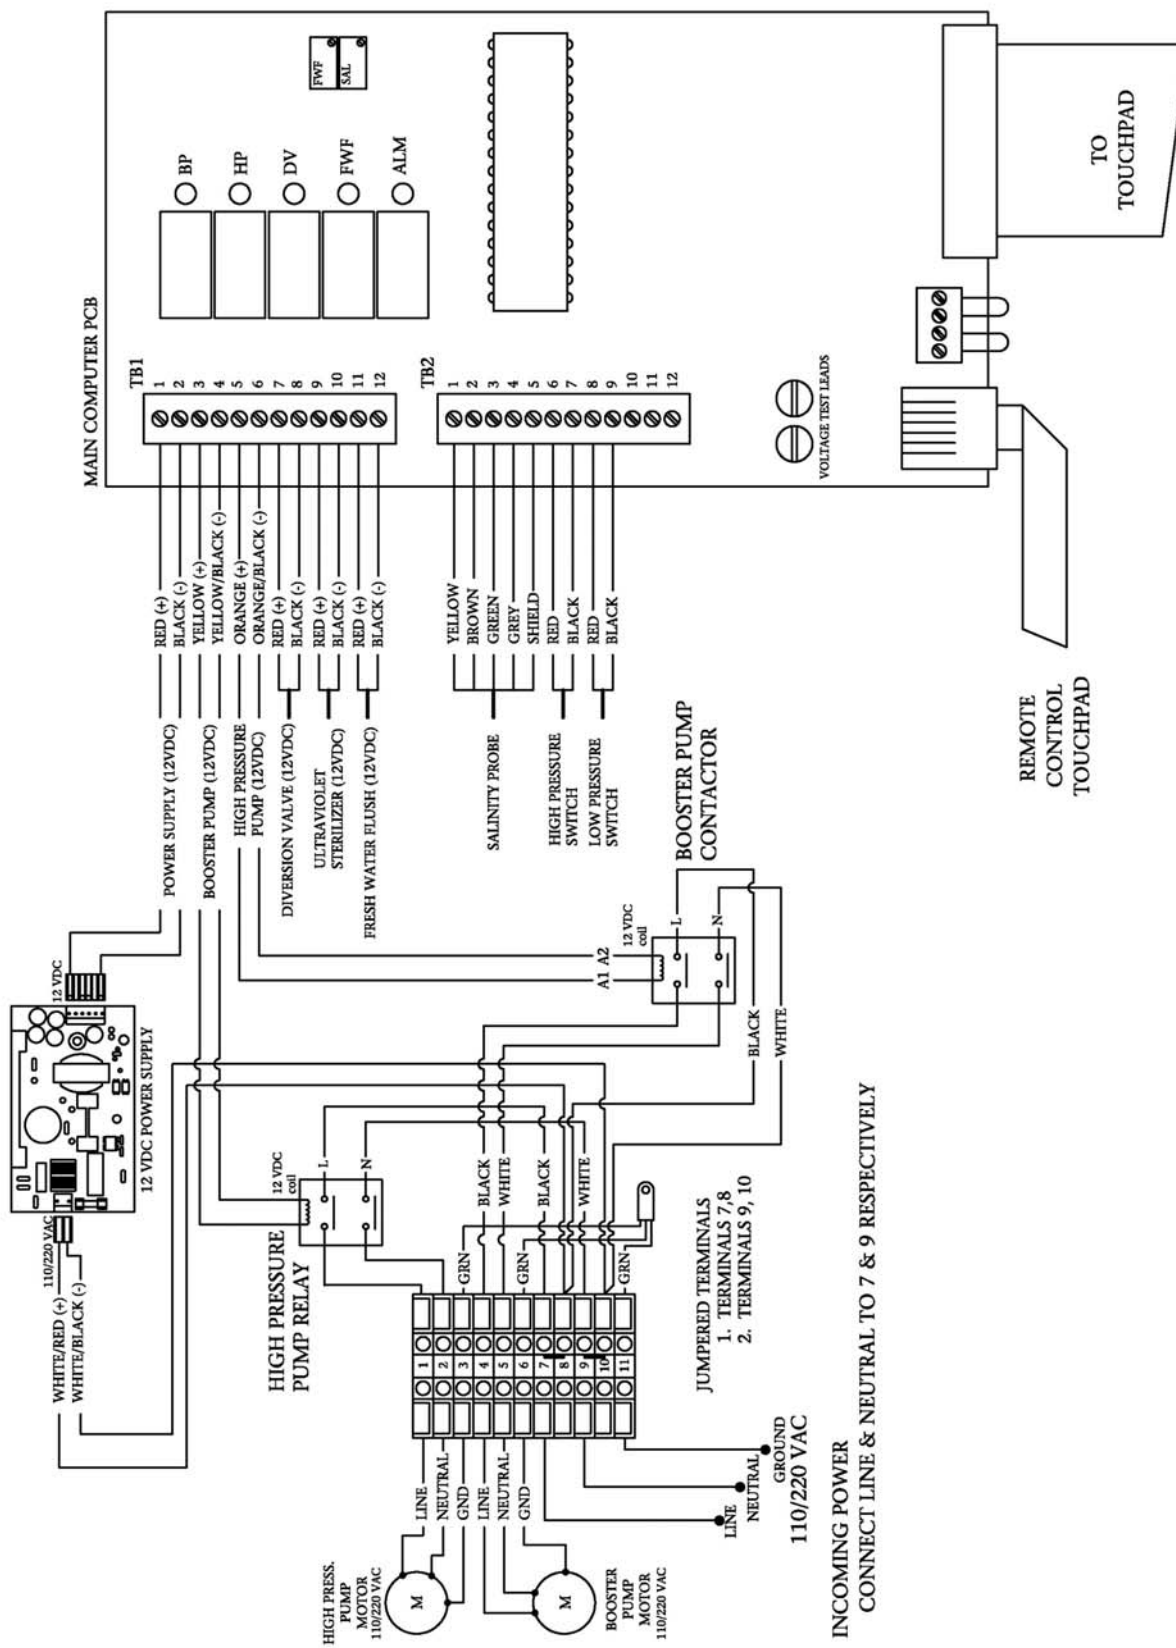 MAIN COMPUTER PCB
FWF
SAL
BP
HP
DV
FWF
ALM
TB1
1
2
3
4
5
6
7
8
9
10
11
12
TB2
1
2
3
4
5
6
7
8
9
10
11
12
VOLTAGE TEST LEADS
TO
TOUCHPAD
REMOTE
CONTROL
TOUCHPAD
RED (+)
BLACK (-)
YELLOW (+)
YELLOW/BLACK (-)
ORANGE (+)
ORANGE/BLACK (-)
RED (+)
BLACK (-)
RED (+)
BLACK (-)
RED (+)
BLACK (-)
YELLOW
BROWN
GREEN
GREY
SHIELD
RED
BLACK
RED
BLACK
POWER SUPPLY (12VDC)
BOOSTER PUMP (12VDC)
HIGH PRESSURE
PUMP (12VDC)
DIVERSION VALVE (12VDC)
ULTRAVIOLET
STERILIZER (12VDC)
FRESH WATER FLUSH (12VDC)
SALINITY PROBE
HIGH PRESSURE
SWITCH
LOW PRESSURE
SWITCH
12 VDC
12 VDC POWER SUPPLY
110/220 VAC
WHITE/RED (+)
WHITE/BLACK (-)
BOOSTER PUMP
CONTACTOR
12 VDC
coil
A1
A2
L
N
BLACK
WHITE
HIGH PRESSURE
PUMP RELAY
12 VDC
coil
L
N
GRN
BLACK
WHITE
GRN
BLACK
WHITE
GRN
1
2
3
4
5
6
7
8
9
10
11
JUMPERED TERMINALS
1. TERMINALS 7,8
2. TERMINALS 9, 10
LINE
NEUTRAL
GND
LINE
NEUTRAL
GND
HIGH PRESS.
PUMP
MOTOR
110/220 VAC
M
BOOSTER
PUMP
MOTOR
110/220 VAC
M
LINE
NEUTRAL
GROUND
110/220 VAC
INCOMING POWER
CONNECT LINE & NEUTRAL TO 7 & 9 RESPECTIVELY